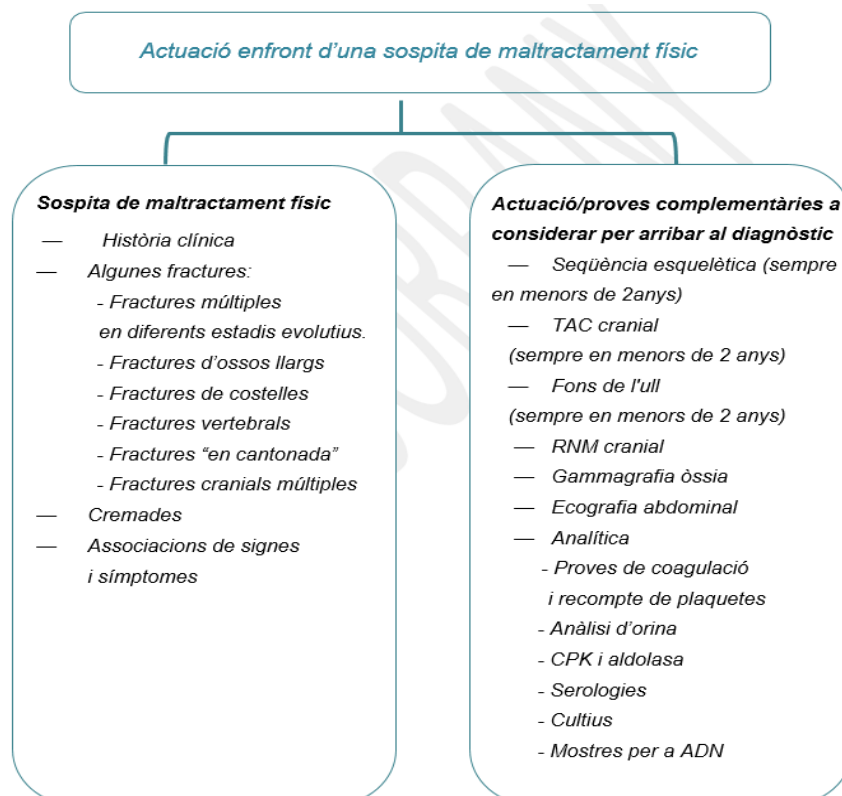 Actuació enfront d’una sospita de maltractament físic
Sospita de maltractament físic
— Història clínica
— Algunes fractures:
- Fractures múltiples
en diferents estadis evolutius.
- Fractures d’ossos llargs
- Fractures de costelles
- Fractures vertebrals
- Fractures “en cantonada”
- Fractures cranials múltiples
— Cremades
— Associacions de signes
i símptomes
Actuació/proves complementàries a
considerar per arribar al diagnòstic
— Seqüència esquelètica (sempre
en menors de 2anys)
— TAC cranial
(sempre en menors de 2 anys)
— Fons de l'ull
(sempre en menors de 2 anys)
— RNM cranial
— Gammagrafia òssia
— Ecografia abdominal
— Analítica
- Proves de coagulació
i recompte de plaquetes
- Anàlisi d’orina
- CPK i aldolasa
- Serologies
- Cultius
- Mostres per a ADN